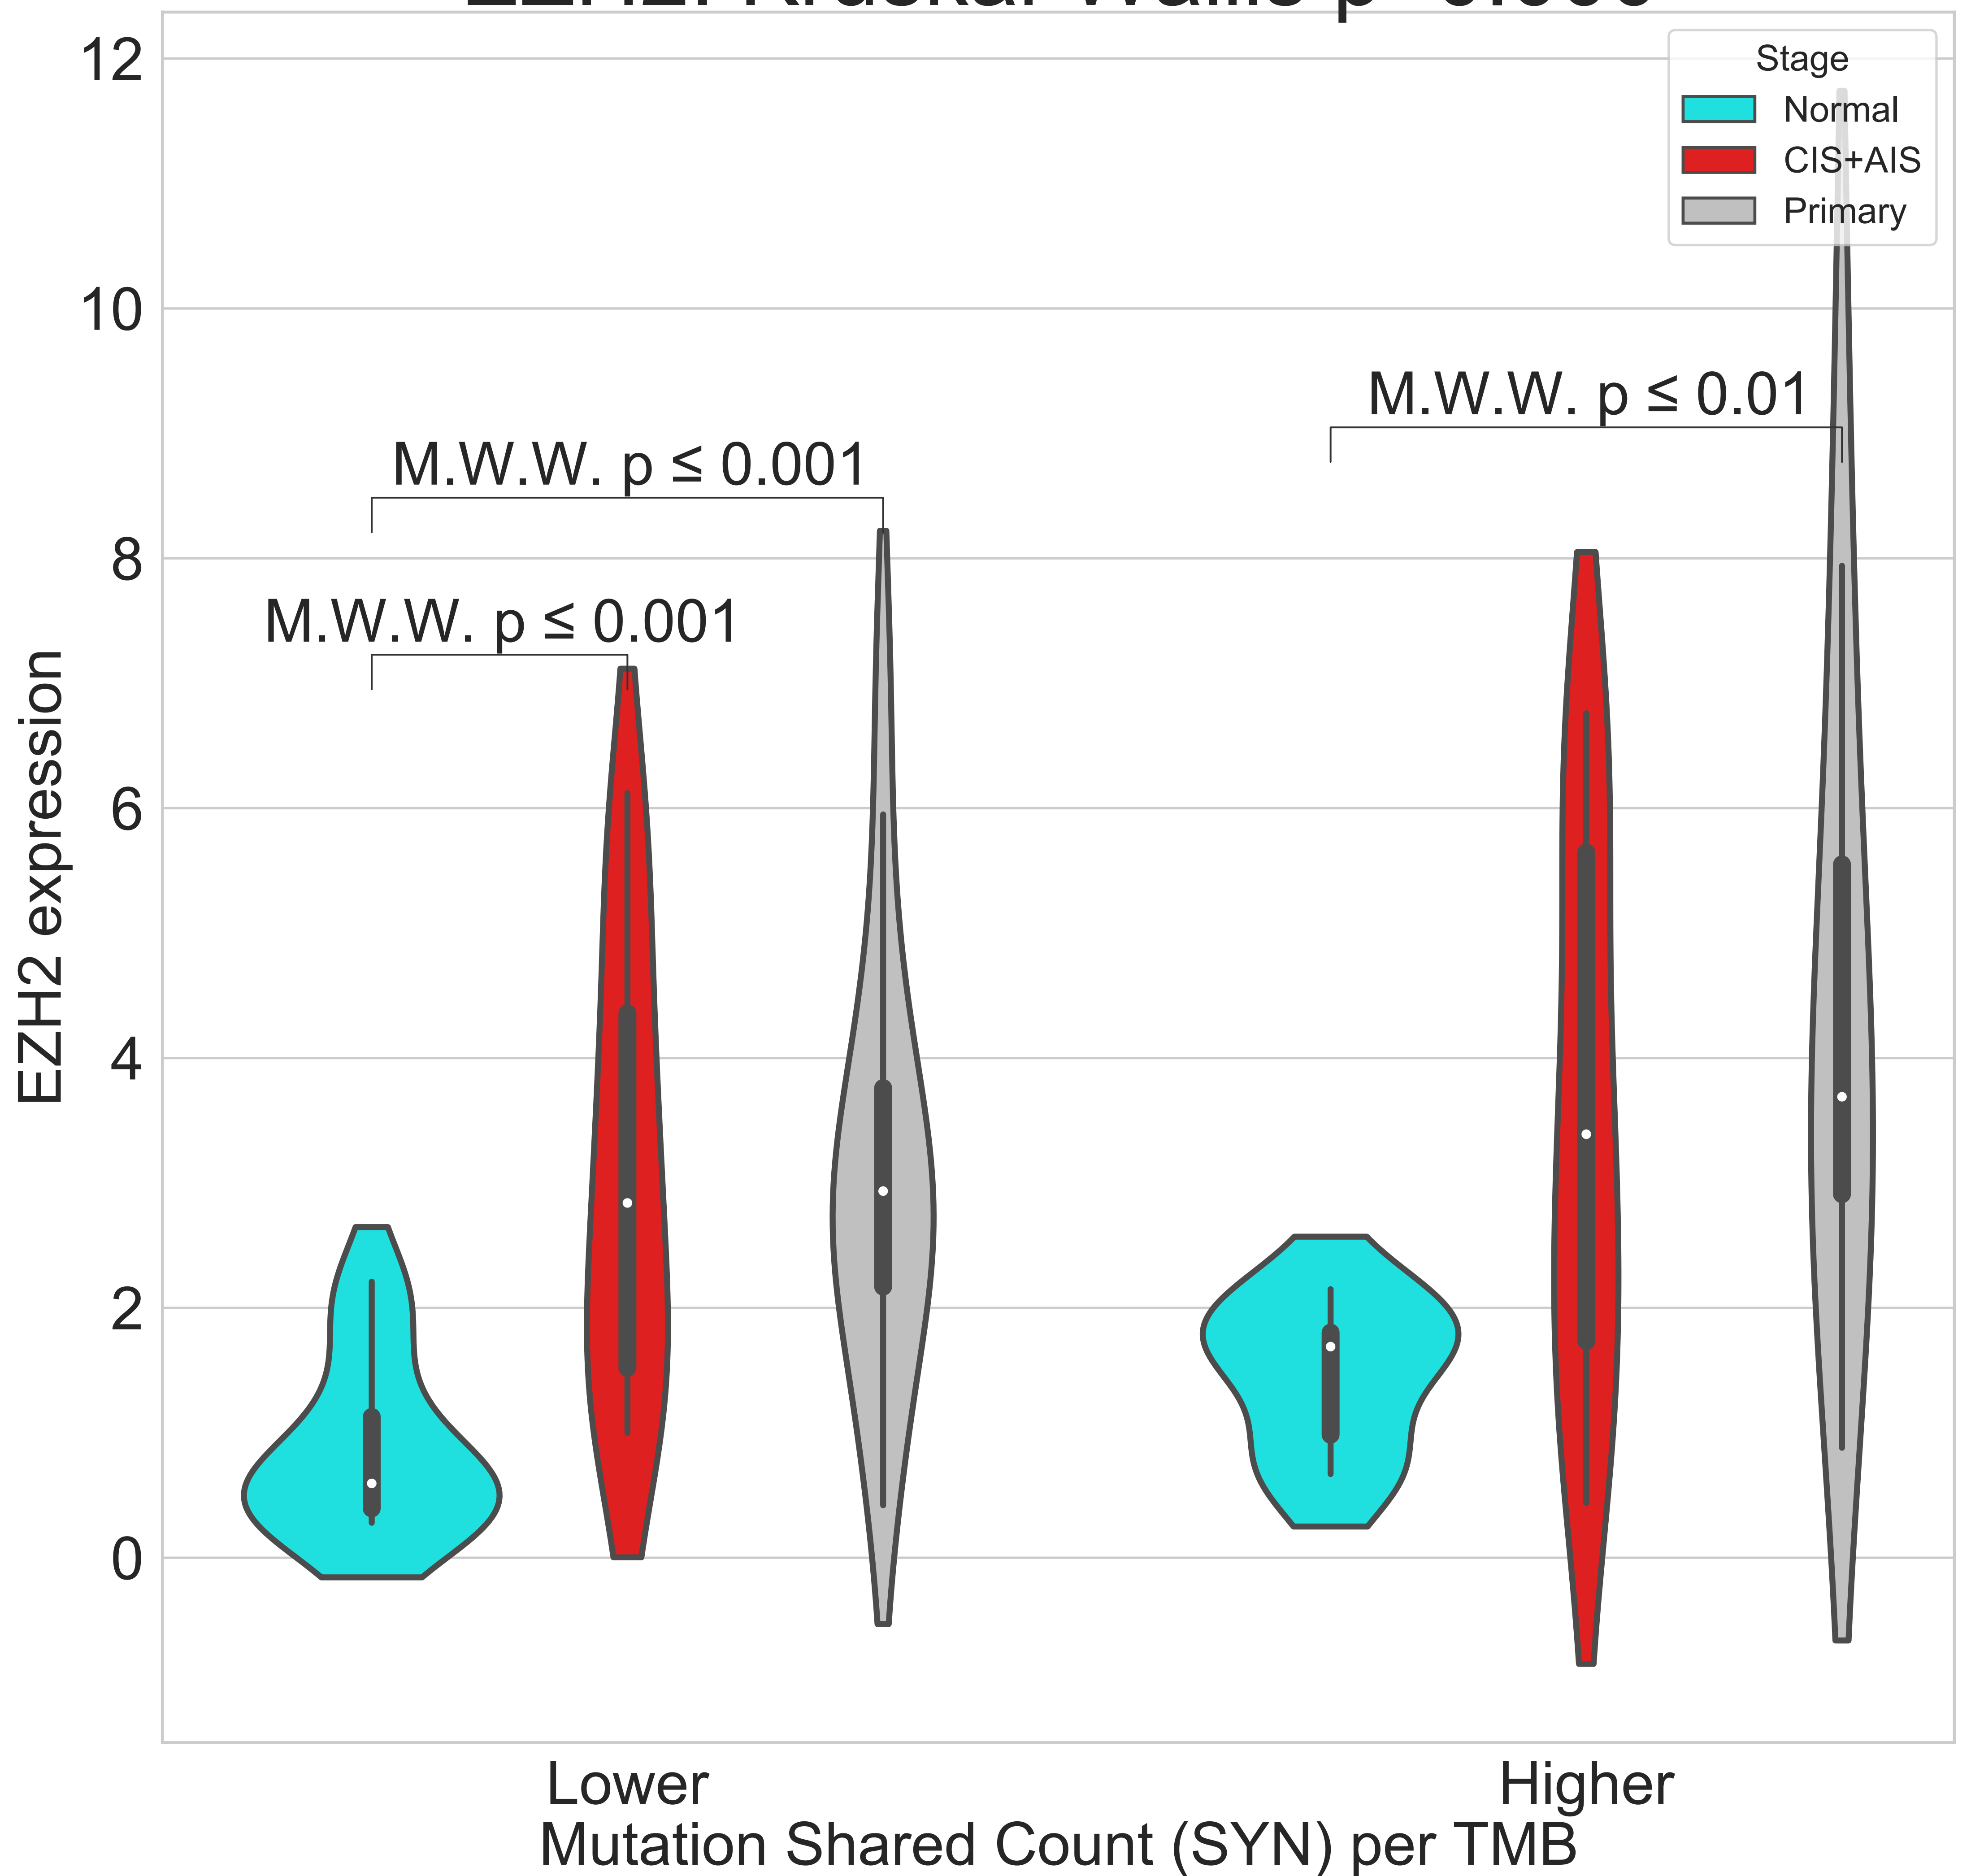 12
10
8
6
4
2
0
EZH2 expression
Stage
Normal
CIS+AIS
Primary
M.W.W. p ≤ 0.01
M.W.W. p ≤ 0.001
M.W.W. p ≤ 0.001
Lower
Higher
Mutation Shared Count (SYN) per TMB